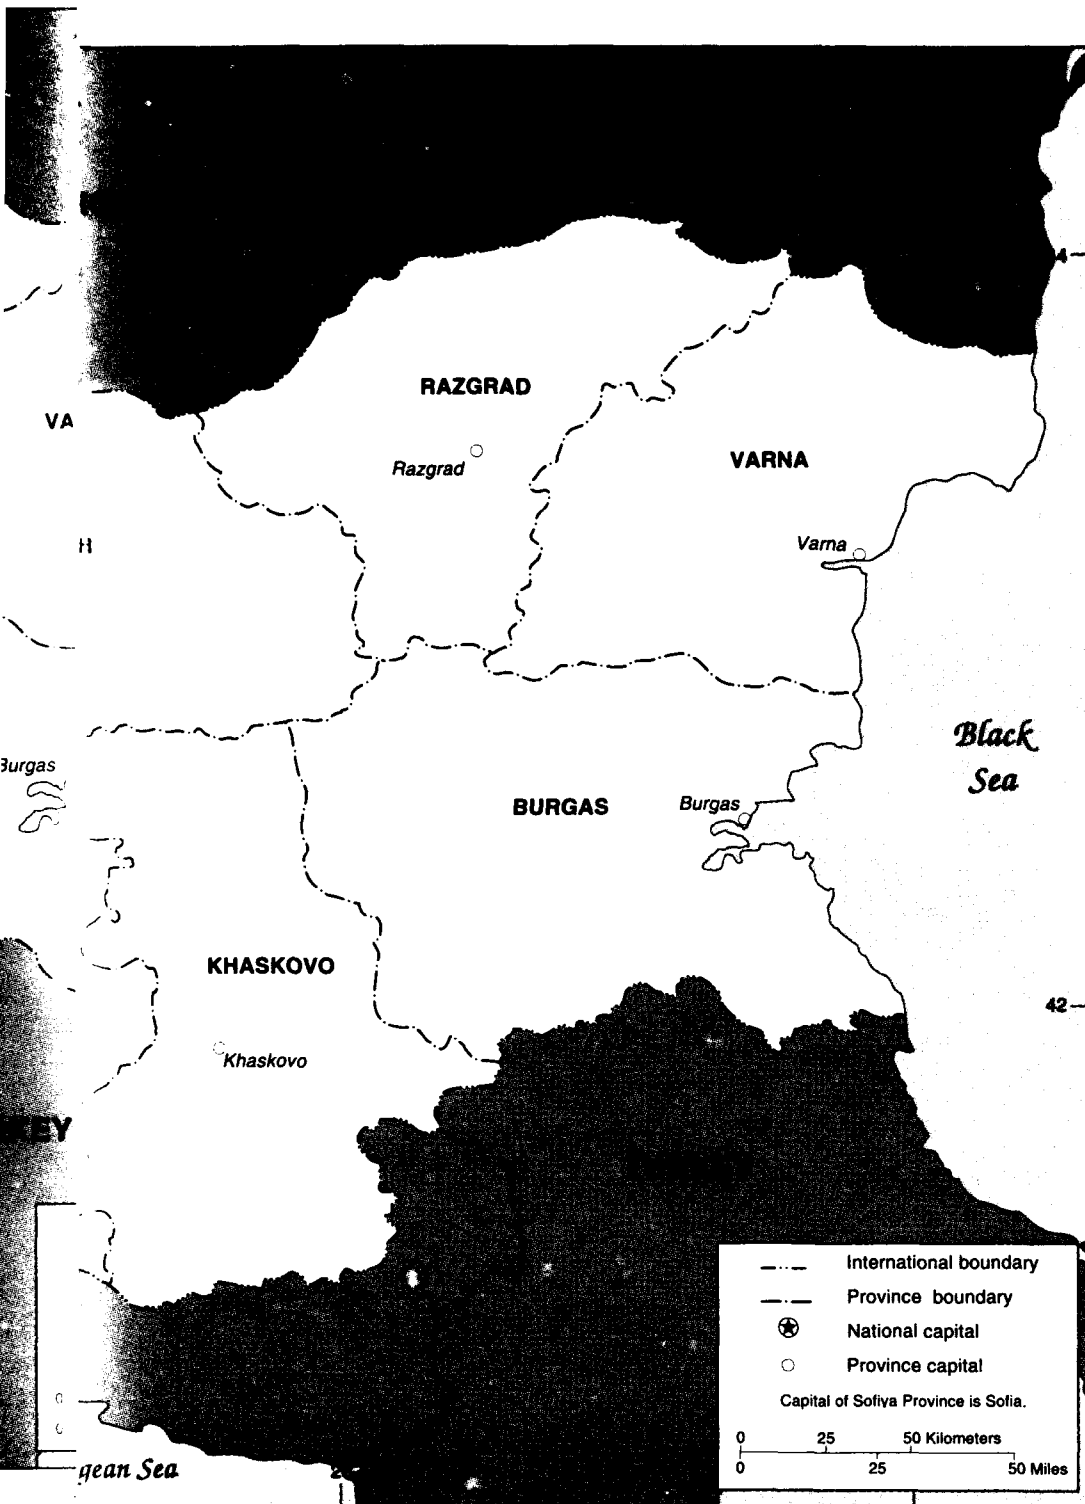 RAZGRAD
VA
Razgrad
VARNA
H
Varna
Black
Sea
Burgas
BURGAS
Burgas
KHASKOVO
42
Khaskovo
KEY
International boundary
Province boundary
National capital
Province capital
Capital of Sofiya Province is Sofia.
0 25 50 Kilometers
0 25 50 Miles
gean Sea